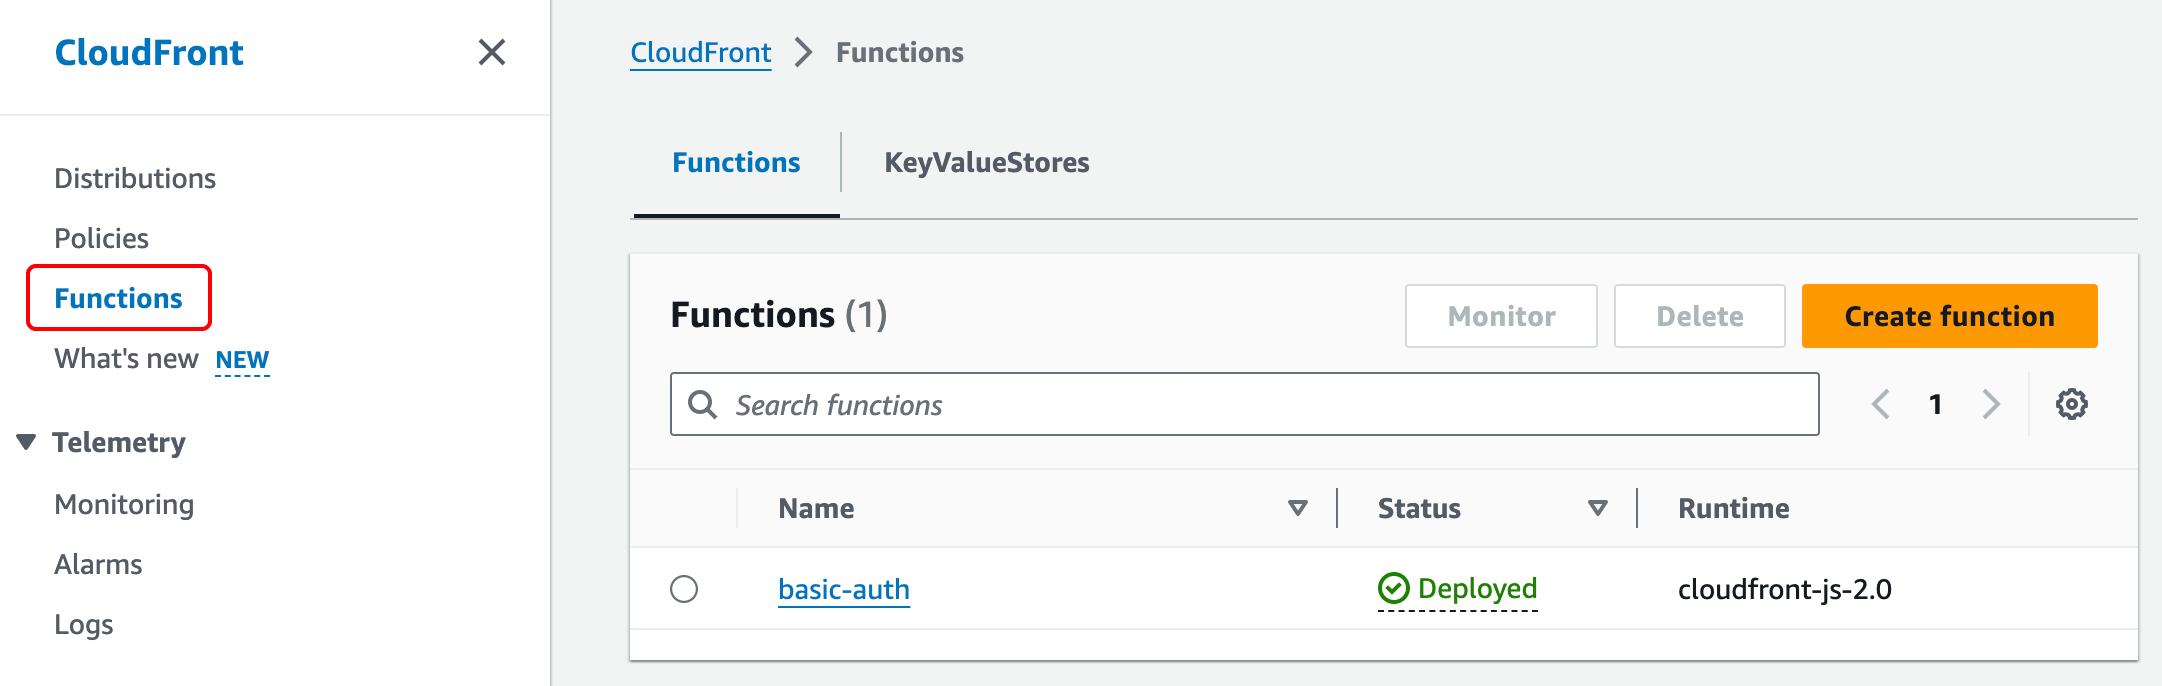 CloudFront
Distributions
Policies
Functions
What's new NEW
Telemetry
Monitoring
Alarms
Logs
CloudFront Functions
Functions KeyValueStores
Functions (1) Monitor Delete Create function
Search functions 1
Name Status Runtime
basic-auth Deployed cloudfront-js-2.0